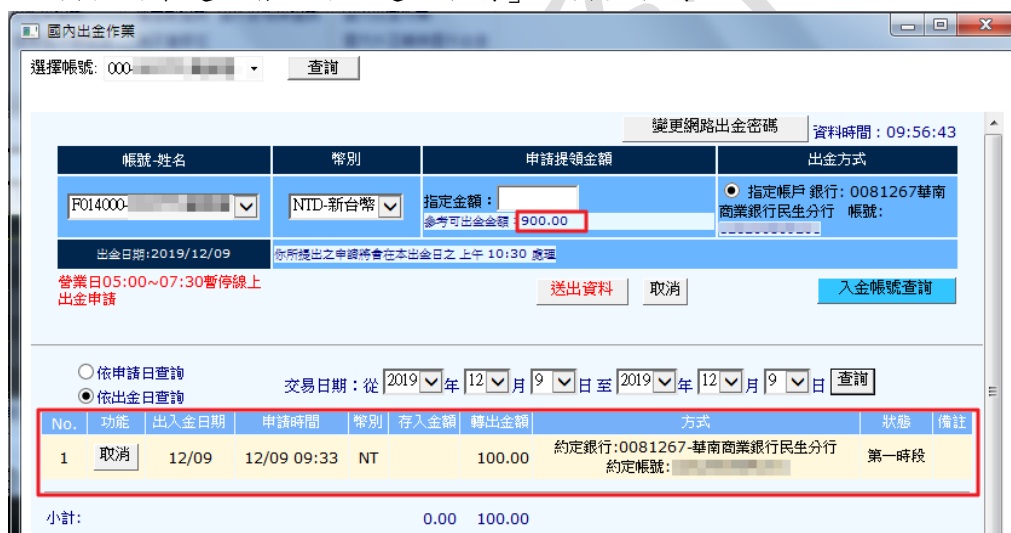 國內出金作業
選擇帳號: 000- 查詢
變更網路出金密碼 資料時間：09:56:43
帳號-姓名 幣別 申請提領金額 出金方式
F014000- NTD-新台幣 指定金額： 指定帳戶 銀行: 0081267華南商業銀行民生分行 帳號:
參考可出金金額：900.00
出金日期:2019/12/09 你所提出之申請將會在本出金日之 上午 10:30 處理
營業日05:00~07:30暫停線上
出金申請
送出資料 取消 入金帳號查詢
依申請日查詢
依出金日查詢
交易日期：從 2019 年 12 月 9 日 至 2019 年 12 月 9 日 查詢
No. 功能 出入金日期 申請時間 幣別 存入金額 轉出金額 方式 狀態 備註
1 取消 12/09 12/09 09:33 NT 100.00 約定銀行:0081267-華南商業銀行民生分行 第一時段
約定帳號:
小計: 0.00 100.00